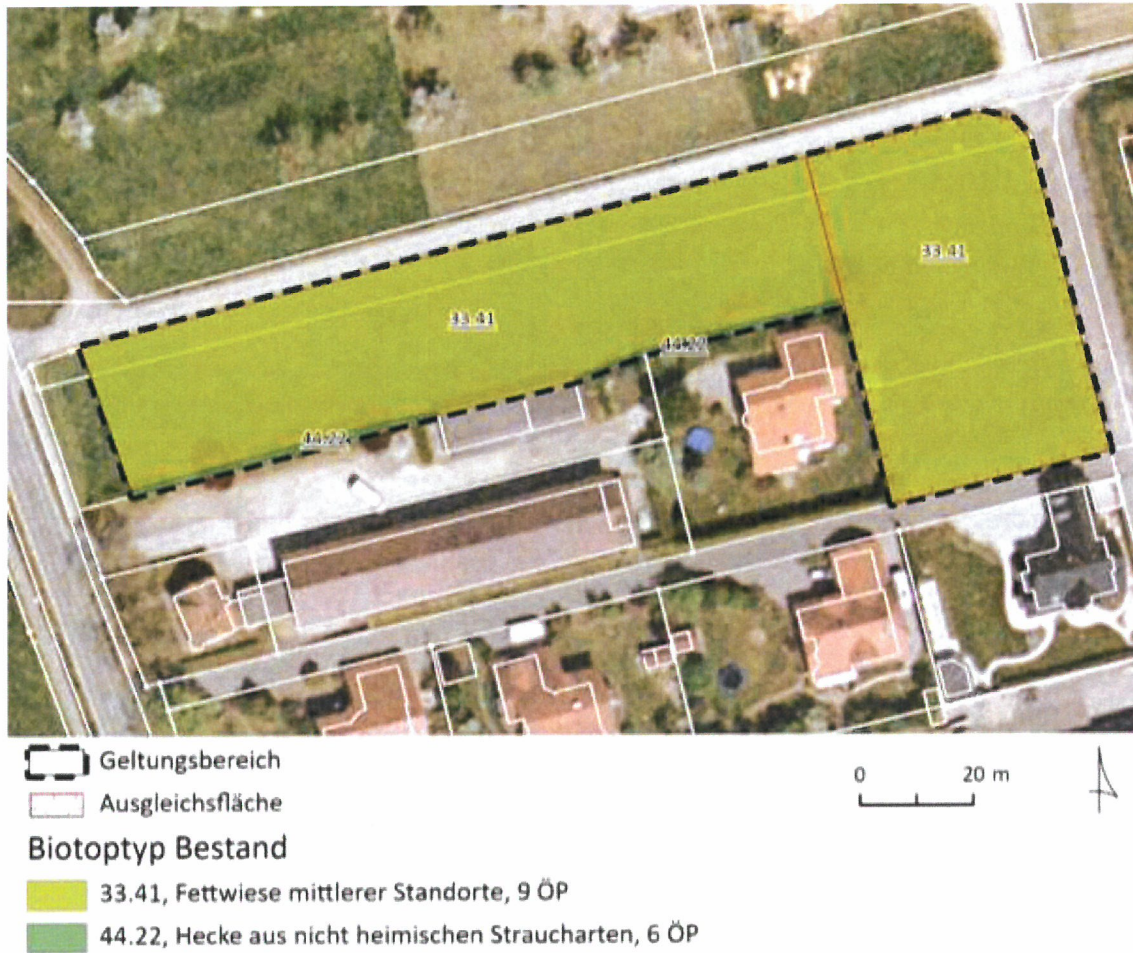 33.41
33.41
44.22
44.22
Geltungsbereich
Ausgleichsfläche
0 20 m
Biotoptyp Bestand
33.41, Fettwiese mittlerer Standorte, 9 ÖP
44.22, Hecke aus nicht heimischen Straucharten, 6 ÖP